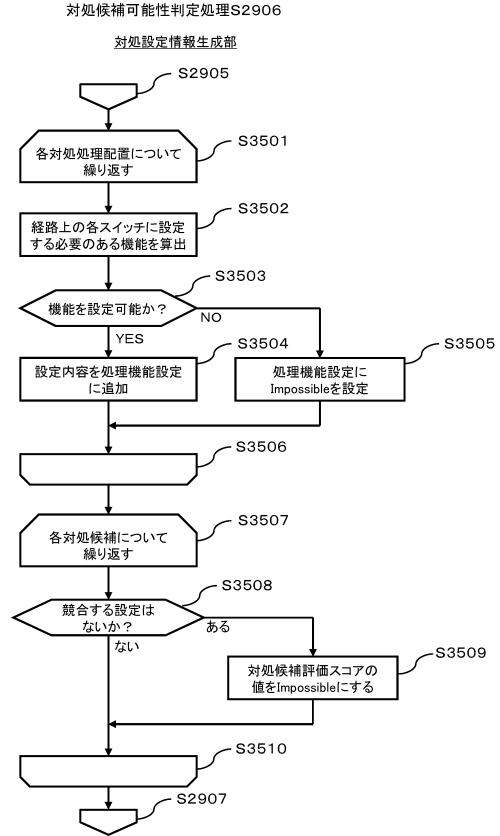 対処候補可能性判定処理S2906
対処設定情報生成部
S2905
S3501
各対処処理配置について
繰り返す
S3502
経路上の各スイッチに設定
する必要のある機能を算出
S3503
機能を設定可能か?
NO
YES
S3504
設定内容を処理機能設定
に追加
S3505
処理機能設定に
Impossibleを設定
S3506
S3507
各対処候補について
繰り返す
S3508
競合する設定は
ないか?
ある
ない
S3509
対処候補評価スコアの
値をImpossibleにする
S3510
S2907